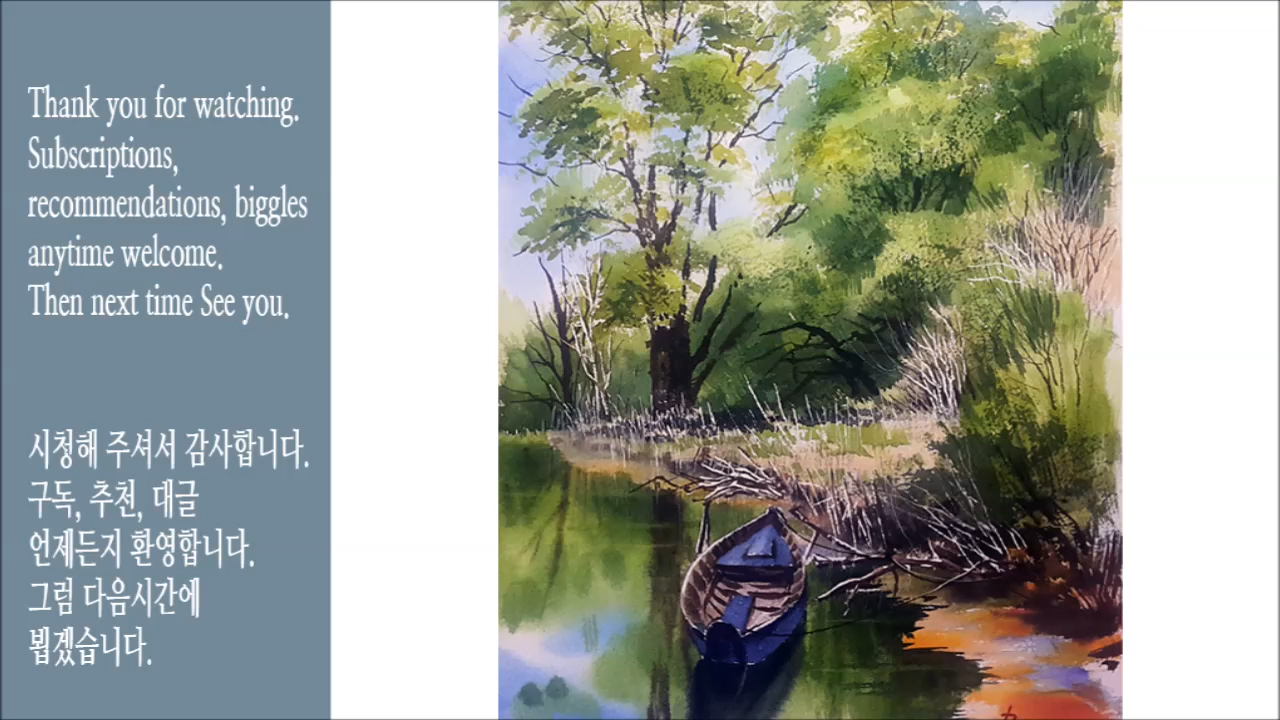 Thank you for watching.
Subscriptions,
recommendations, biggles
anytime welcome.
Then next time See you.
시청해 주셔서 감사합니다.
구독, 추천, 대글
언제든지 환영합니다.
그럼 다음시간에
뵙겠습니다.